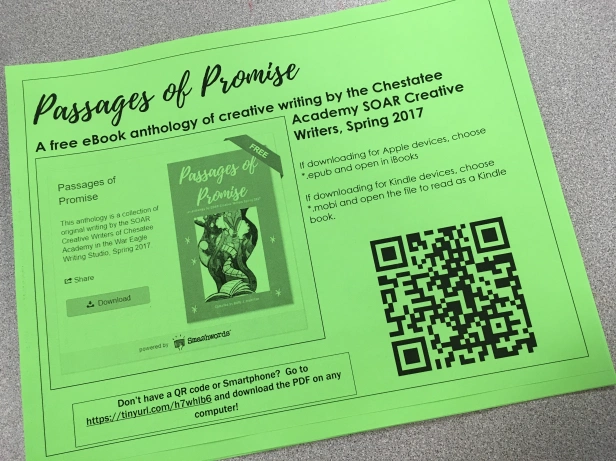 Passages of Promise
A free eBook anthology of creative writing by the Chestatee
Academy SOAR Creative
Writers, Spring 2017
If downloading for Apple devices, choose
*.epub and open in iBooks
If downloading for Kindle devices, choose
*.mobi and open the file to read as a Kindle
book.
Passages of
Promise
This anthology is a collection of
original writing by the SOAR
Creative Writers of Chestatee
Academy in the War Eagle
Writing Studio, Spring 2017
Share
Download
FREE
Passages of
Promise
powered by Smashwords
Don't have a QR code or Smartphone? Go to
https://tinyurl.com/h7whlb6 and download the PDF on any
computer!